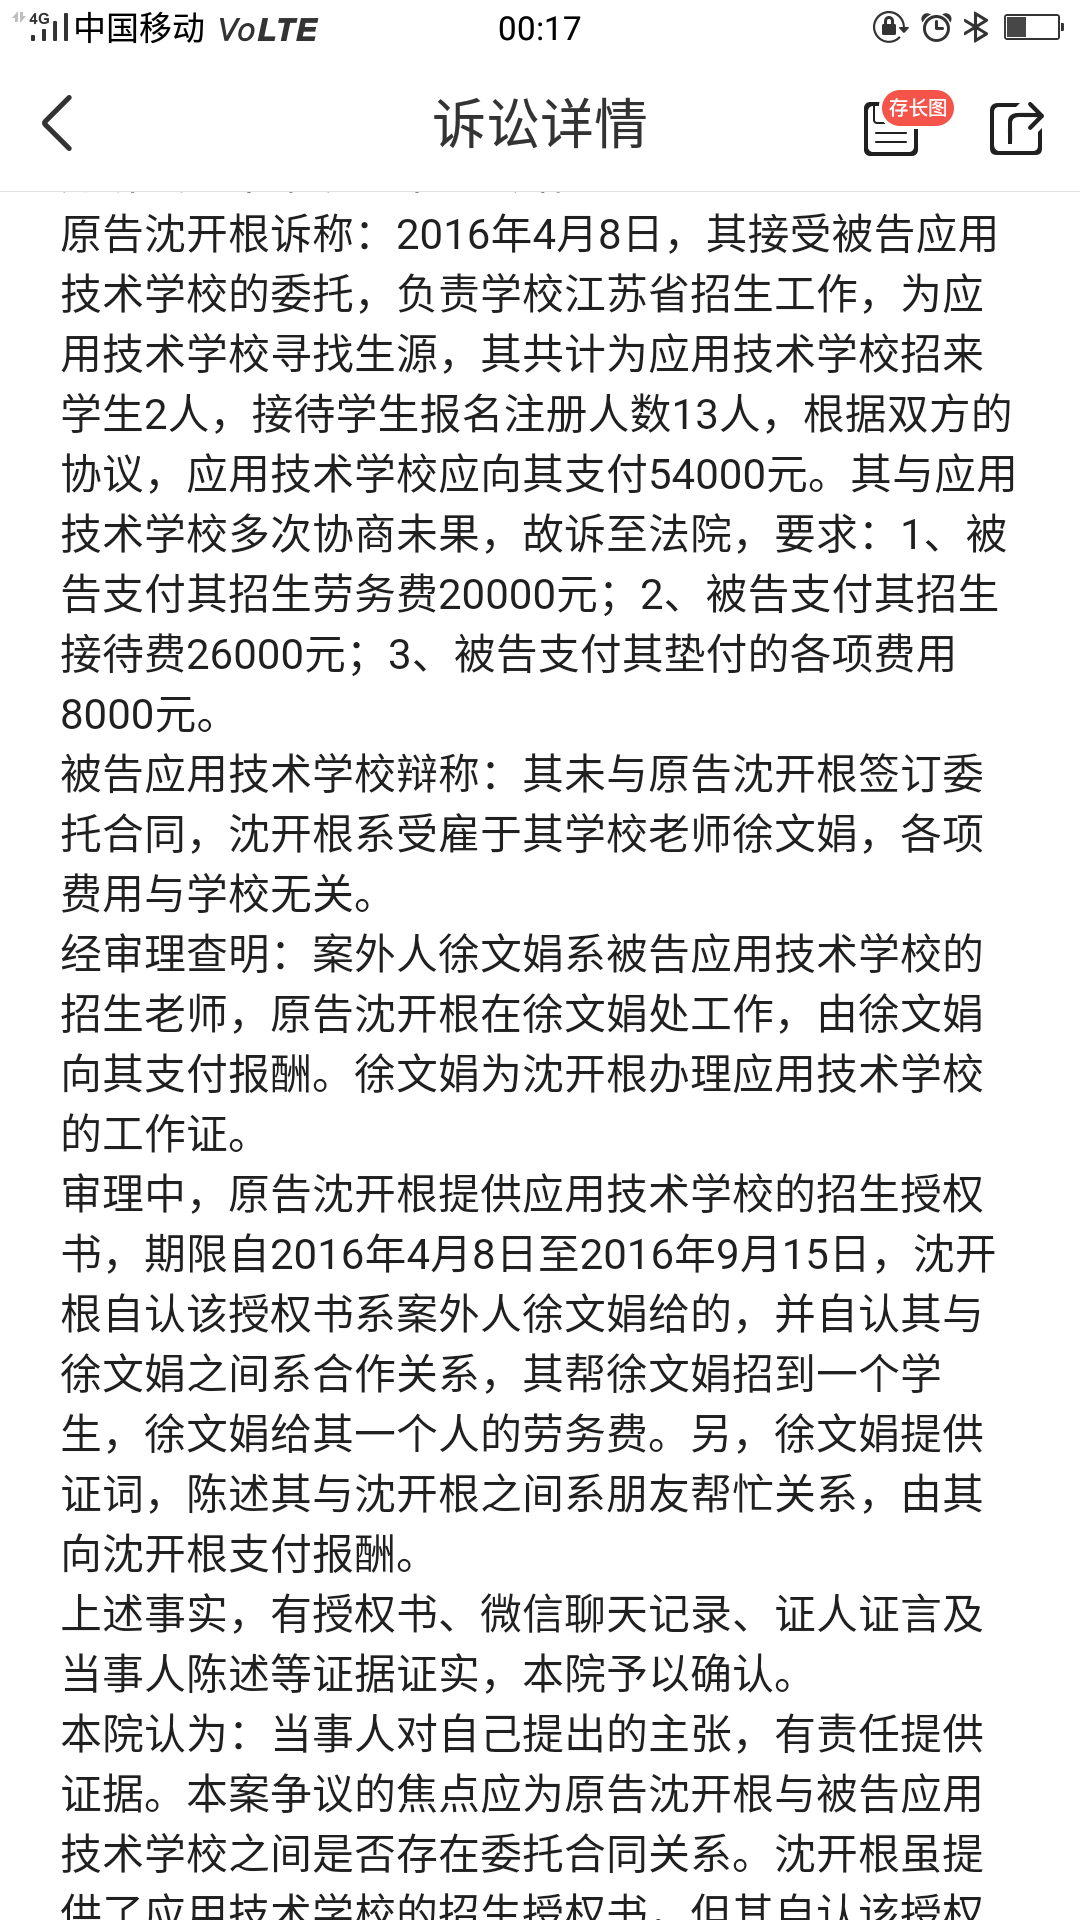 4G 中国移动 VoLTE 00:17
诉讼详情
存长图
原告沈开根诉称：2016年4月8日，其接受被告应用
技术学校的委托，负责学校江苏省招生工作，为应
用技术学校寻找生源，其共计为应用技术学校招来
学生2人，接待学生报名注册人数13人，根据双方的
协议，应用技术学校应向其支付54000元。其与应用
技术学校多次协商未果，故诉至法院，要求：1、被
告支付其招生劳务费20000元；2、被告支付其招生
接待费26000元；3、被告支付其垫付的各项费用
8000元。
被告应用技术学校辩称：其未与原告沈开根签订委
托合同，沈开根系受雇于其学校老师徐文娟，各项
费用与学校无关。
经审理查明：案外人徐文娟系被告应用技术学校的
招生老师，原告沈开根在徐文娟处工作，由徐文娟
向其支付报酬。徐文娟为沈开根办理应用技术学校
的工作证。
审理中，原告沈开根提供应用技术学校的招生授权
书，期限自2016年4月8日至2016年9月15日，沈开
根自认该授权书系案外人徐文娟给的，并自认其与
徐文娟之间系合作关系，其帮徐文娟招到一个学
生，徐文娟给其一个人的劳务费。另，徐文娟提供
证词，陈述其与沈开根之间系朋友帮忙关系，由其
向沈开根支付报酬。
上述事实，有授权书、微信聊天记录、证人证言及
当事人陈述等证据证实，本院予以确认。
本院认为：当事人对自己提出的主张，有责任提供
证据。本案争议的焦点应为原告沈开根与被告应用
技术学校之间是否存在委托合同关系。沈开根虽提
供了应用技术学校的招生授权书，但其自认该授权